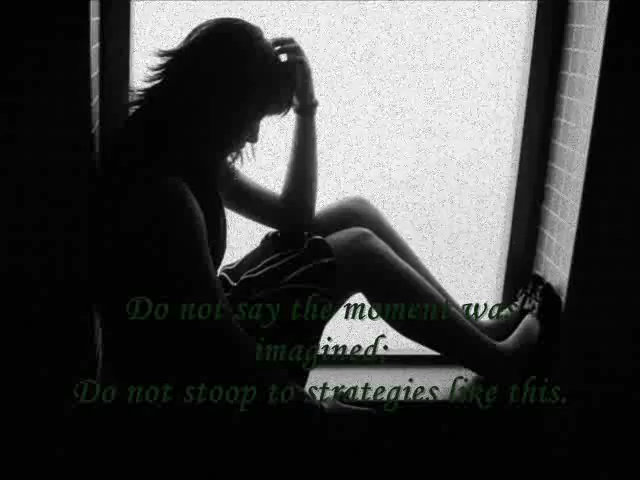 Do not say the moment was
imagined;
Do not stoop to strategies like this.